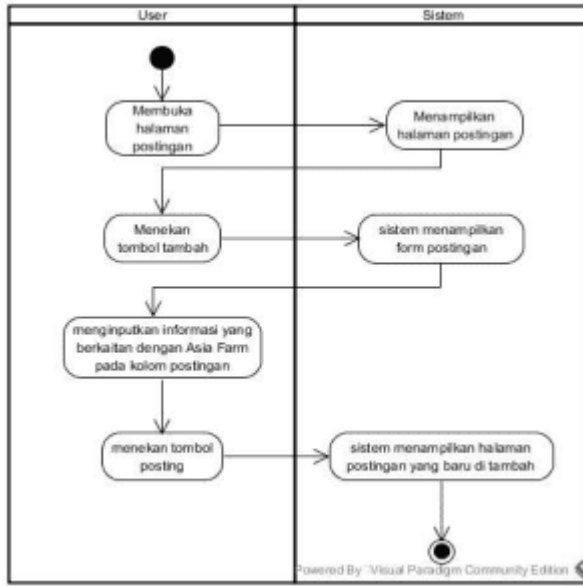 User
Sistem
Membuka
halaman
postingan
Menampilkan
halaman postingan
Menekan
tombol tambah
sistem menampilkan
form postingan
menginputkan informasi yang
berkaitan dengan Asia Farm
pada kolom postingan
menekan tombol
posting
sistem menampilkan halaman
postingan yang baru di tambah
Powered By Visual Paradigm Community Edition